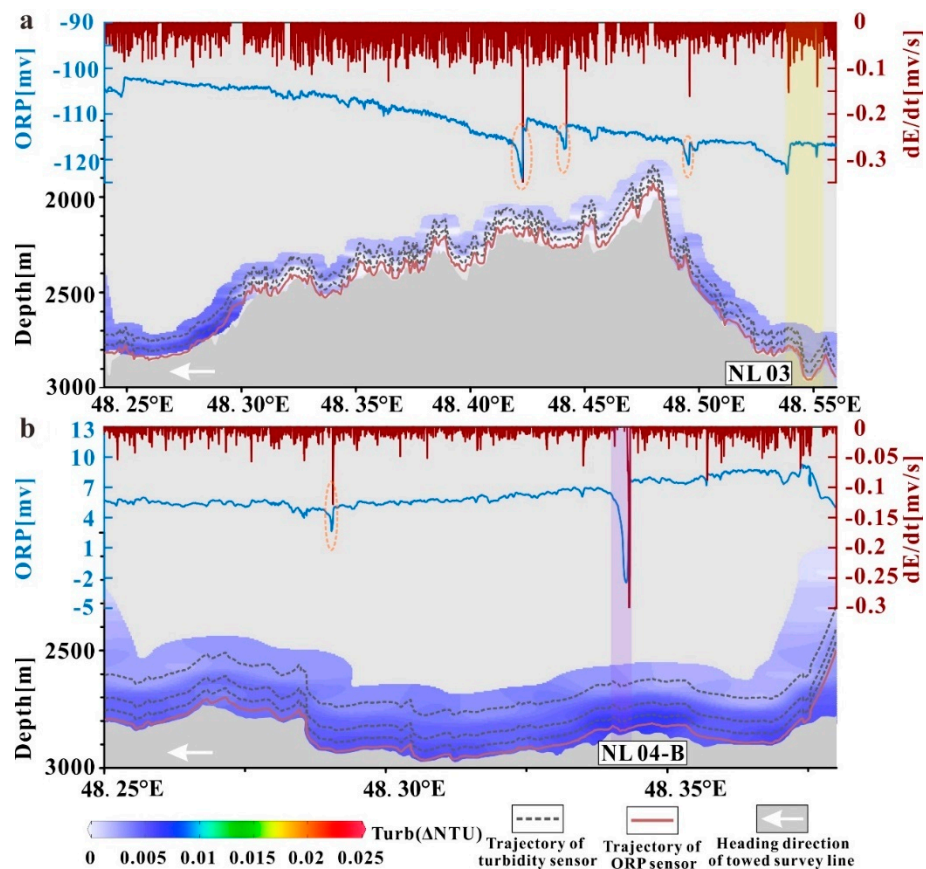 a
-90
-100
-110
-120
ORP[mv]
0
-0.1
-0.2
-0.3
dE/dt[mv/s]
2000
2500
3000
Depth[m]
NL 03
48. 25°E 48. 30°E 48. 35°E 48. 40°E 48. 45°E 48. 50°E 48. 55°E
b
13
10
7
4
1
-2
-5
ORP[mv]
0
-0.05
-0.1
-0.15
-0.2
-0.25
-0.3
dE/dt[mv/s]
2500
3000
Depth[m]
NL 04-B
48. 25°E 48. 30°E 48. 35°E
Turb(ΔNTU)
0 0.005 0.01 0.015 0.02 0.025
Trajectory of
turbidity sensor
Trajectory of
ORP sensor
Heading direction
of towed survey line